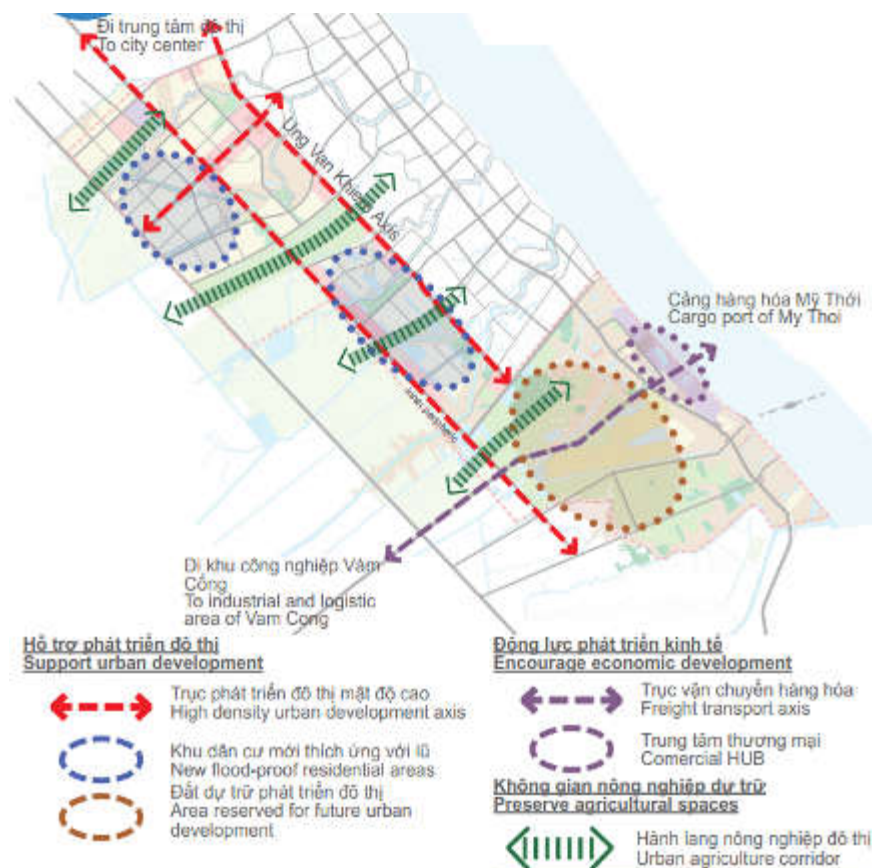 Đi trung tâm đô thị
To city center
Ung Van Khiem Axis
Cảng hàng hóa Mỹ Thới
Cargo port of My Thoi
Đi khu công nghiệp Vàm
Cống
To industrial and logistic
area of Vam Cong
Hỗ trợ phát triển đô thị
Support urban development
Trục phát triển đô thị mật độ cao
High density urban development axis
Khu dân cư mới thích ứng với lũ
New flood-proof residential areas
Đất dự trữ phát triển đô thị
Area reserved for future urban
development
Động lực phát triển kinh tế
Encourage economic development
Trục vận chuyển hàng hóa
Freight transport axis
Trung tâm thương mại
Comercial HUB
Không gian nông nghiệp dự trữ
Preserve agricultural spaces
Hành lang nông nghiệp đô thị
Urban agriculture corridor